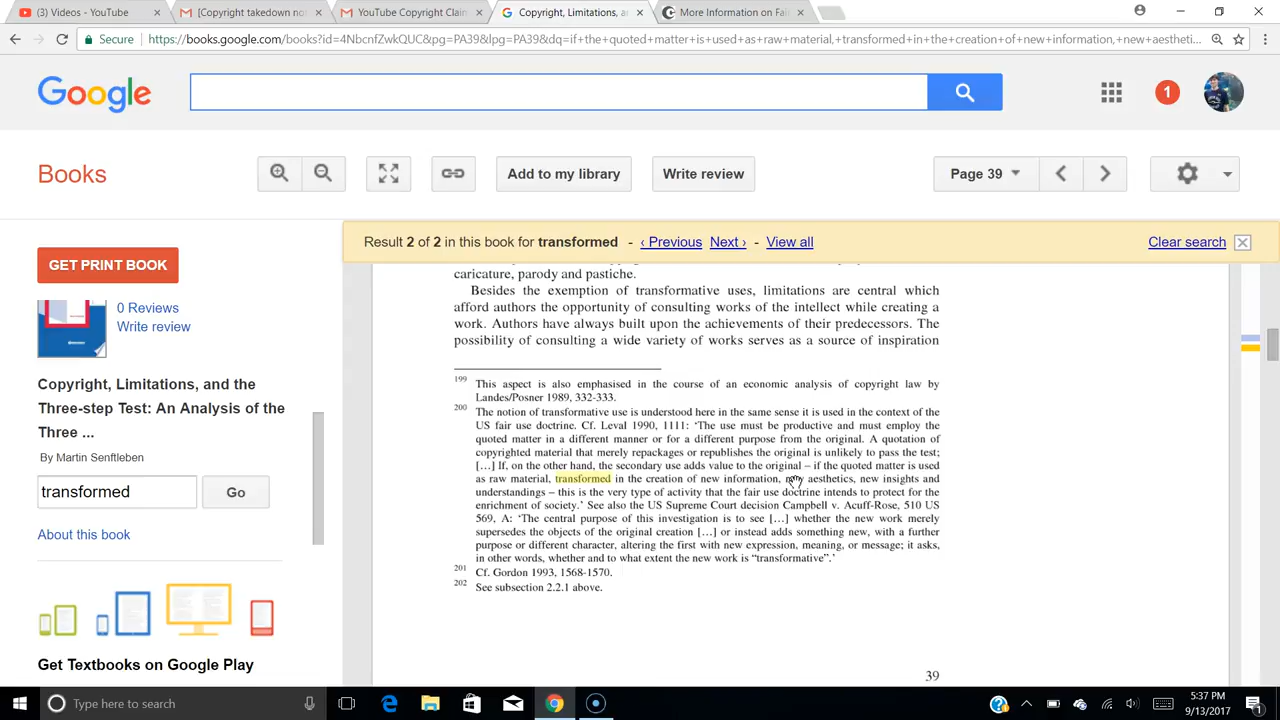 (3) Videos - YouTube
[Copyright takedown no
YouTube Copyright Clain
Copyright, Limitations, an
More Information on Fai
Secure
https://books.google.com/books?id=4NbcnfZwkQUC&pg=PA39&lpg=PA39&dq=if+the+quoted+matter+is+used+as+raw+material,+transformed+in+the+creation+of+new+information,+new+aestheti...
Google
1
Books
Add to my library
Write review
Page 39
Result 2 of 2 in this book for transformed - ‹ Previous Next › - View all
Clear search
GET PRINT BOOK
0 Reviews
Write review
Copyright, Limitations, and the
Three-step Test: An Analysis of the
Three ...
By Martin Senftleben
transformed
Go
About this book
Get Textbooks on Google Play
caricature, parody and pastiche.
Besides the exemption of transformative uses, limitations are central which
afford authors the opportunity of consulting works of the intellect while creating a
work. Authors have always built upon the achievements of their predecessors. The
possibility of consulting a wide variety of works serves as a source of inspiration
199 This aspect is also emphasised in the course of an economic analysis of copyright law by
Landes/Posner 1989, 332-333.
200 The notion of transformative use is understood here in the same sense it is used in the context of the
US fair use doctrine. Cf. Leval 1990, 1111: ‘The use must be productive and must employ the
quoted matter in a different manner or for a different purpose from the original. A quotation of
copyrighted material that merely repackages or republishes the original is unlikely to pass the test;
[…] If, on the other hand, the secondary use adds value to the original – if the quoted matter is used
as raw material, transformed in the creation of new information, new aesthetics, new insights and
understandings – this is the very type of activity that the fair use doctrine intends to protect for the
enrichment of society.’ See also the US Supreme Court decision Campbell v. Acuff-Rose, 510 US
569, A: ‘The central purpose of this investigation is to see […] whether the new work merely
supersedes the objects of the original creation […] or instead adds something new, with a further
purpose or different character, altering the first with new expression, meaning, or message; it asks,
in other words, whether and to what extent the new work is “transformative”.’
201 Cf. Gordon 1993, 1568-1570.
202 See subsection 2.2.1 above.
39
Type here to search
5:37 PM
9/13/2017
1